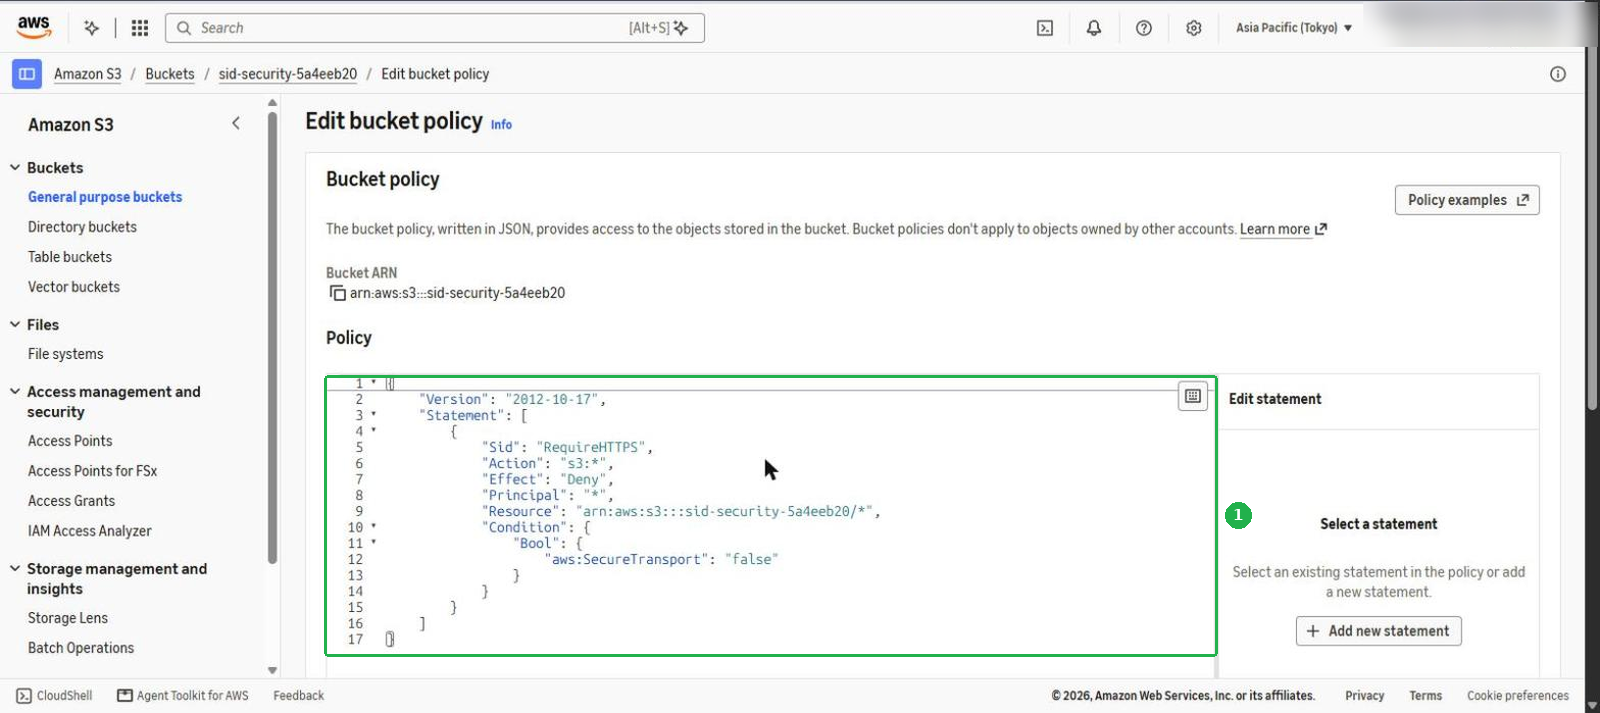 aws
Search [Alt+S]
Asia Pacific (Tokyo)
Amazon S3 / Buckets / sid-security-5a4eeb20 / Edit bucket policy
Amazon S3
Buckets
General purpose buckets
Directory buckets
Table buckets
Vector buckets
Files
File systems
Access management and
security
Access Points
Access Points for FSx
Access Grants
IAM Access Analyzer
Storage management and
insights
Storage Lens
Batch Operations
Edit bucket policy Info
Bucket policy
Policy examples
The bucket policy, written in JSON, provides access to the objects stored in the bucket. Bucket policies don't apply to objects owned by other accounts. Learn more
Bucket ARN
arn:aws:s3:::sid-security-5a4eeb20
Policy
1 {
2 "Version": "2012-10-17",
3 "Statement": [
4 {
5 "Sid": "RequireHTTPS",
6 "Action": "s3:*",
7 "Effect": "Deny",
8 "Principal": "*",
9 "Resource": "arn:aws:s3:::sid-security-5a4eeb20/*",
10 "Condition": {
11 "Bool": {
12 "aws:SecureTransport": "false"
13 }
14 }
15 }
16 ]
17 }
Edit statement
1
Select a statement
Select an existing statement in the policy or add
a new statement.
+ Add new statement
CloudShell Agent Toolkit for AWS Feedback
© 2026, Amazon Web Services, Inc. or its affiliates. Privacy Terms Cookie preferences